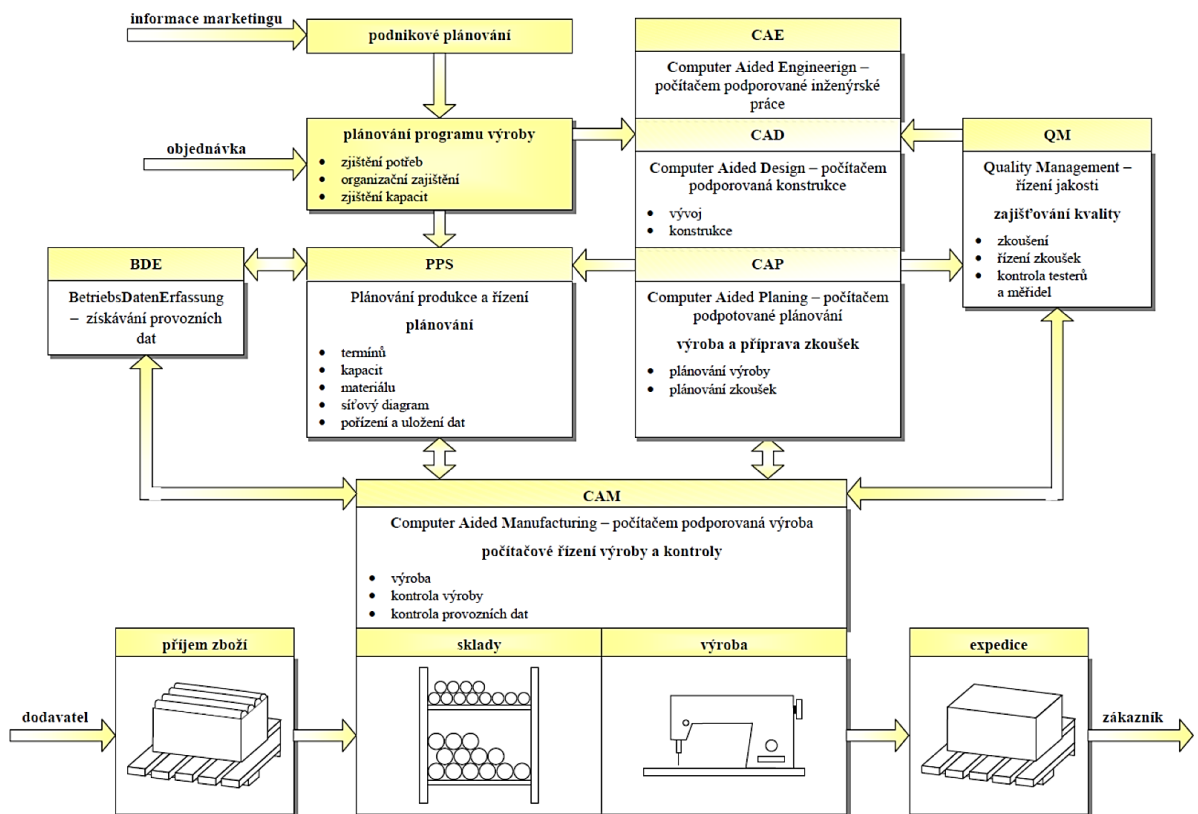 informace marketingu
podnikové plánování
plánování programu výroby
• zjištění potřeb
• organizační zajištění
• zjištění kapacit
objednávka
CAE
Computer Aided Engineerign –
počítačem podporované inženýrské
práce
CAD
Computer Aided Design – počítačem
podporovaná konstrukce
• vývoj
• konstrukce
QM
Quality Management –
řízení jakosti
zajišťování kvality
• zkoušení
• řízení zkoušek
• kontrola testerů
a měřidel
BDE
BetriebsDatenErfassung
– získávání provozních
dat
PPS
Plánování produkce a řízení
plánování
• termínů
• kapacit
• materiálu
• síťový diagram
• pořízení a uložení dat
CAP
Computer Aided Planing – počítačem
podpotované plánování
výroba a příprava zkoušek
• plánování výroby
• plánování zkoušek
CAM
Computer Aided Manufacturing – počítačem podporovaná výroba
počítačové řízení výroby a kontroly
• výroba
• kontrola výroby
• kontrola provozních dat
příjem zboží
sklady
výroba
expedice
dodavatel
zákazník